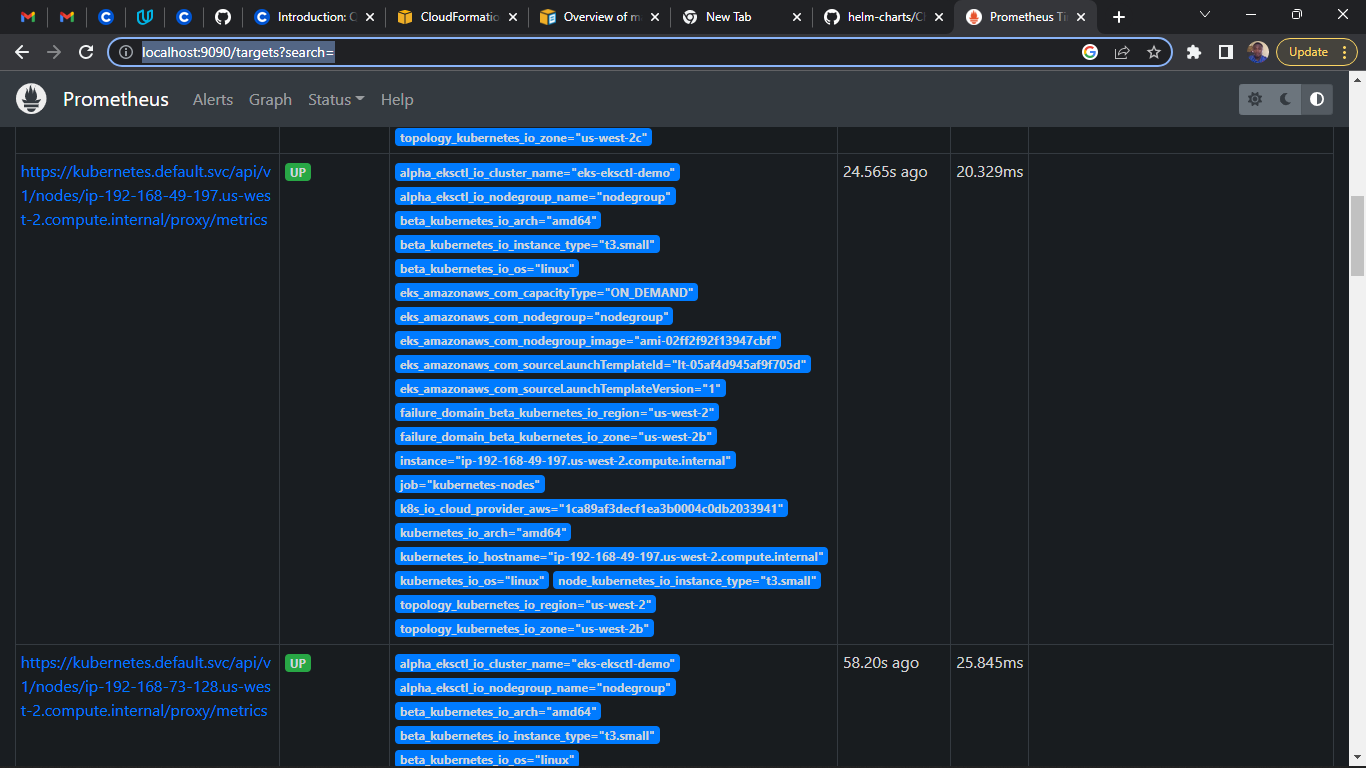 Introduction: C
CloudFormatio
Overview of m
New Tab
helm-charts/C
Prometheus Ti
localhost:9090/targets?search=
Update
Prometheus Alerts Graph Status Help
topology_kubernetes_io_zone="us-west-2c"
https://kubernetes.default.svc/api/v
1/nodes/ip-192-168-49-197.us-wes
t-2.compute.internal/proxy/metrics
UP
alpha_eksctl_io_cluster_name="eks-eksctl-demo"
alpha_eksctl_io_nodegroup_name="nodegroup"
beta_kubernetes_io_arch="amd64"
beta_kubernetes_io_instance_type="t3.small"
beta_kubernetes_io_os="linux"
eks_amazonaws_com_capacityType="ON_DEMAND"
eks_amazonaws_com_nodegroup="nodegroup"
eks_amazonaws_com_nodegroup_image="ami-02ff2f92f13947cbf"
eks_amazonaws_com_sourceLaunchTemplateId="lt-05af4d945af9f705d"
eks_amazonaws_com_sourceLaunchTemplateVersion="1"
failure_domain_beta_kubernetes_io_region="us-west-2"
failure_domain_beta_kubernetes_io_zone="us-west-2b"
instance="ip-192-168-49-197.us-west-2.compute.internal"
job="kubernetes-nodes"
k8s_io_cloud_provider_aws="1ca89af3decf1ea3b0004c0db2033941"
kubernetes_io_arch="amd64"
kubernetes_io_hostname="ip-192-168-49-197.us-west-2.compute.internal"
kubernetes_io_os="linux" node_kubernetes_io_instance_type="t3.small"
topology_kubernetes_io_region="us-west-2"
topology_kubernetes_io_zone="us-west-2b"
24.565s ago
20.329ms
https://kubernetes.default.svc/api/v
1/nodes/ip-192-168-73-128.us-wes
t-2.compute.internal/proxy/metrics
UP
alpha_eksctl_io_cluster_name="eks-eksctl-demo"
alpha_eksctl_io_nodegroup_name="nodegroup"
beta_kubernetes_io_arch="amd64"
beta_kubernetes_io_instance_type="t3.small"
beta_kubernetes_io_os="linux"
58.20s ago
25.845ms